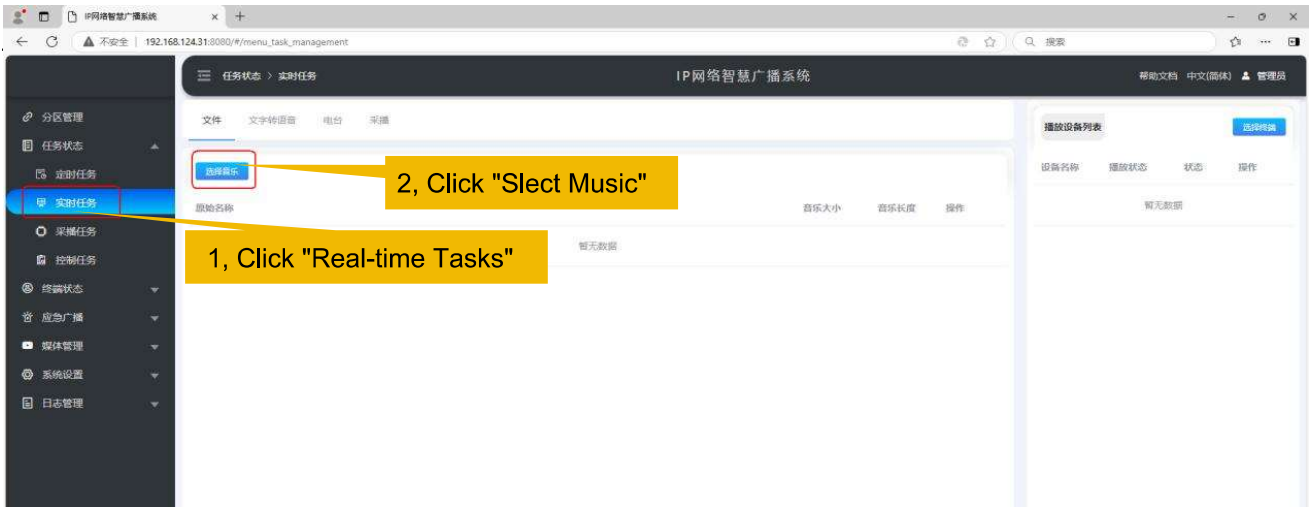 IP网络智慧广播系统
不安全 | 192.168.124.31:8080/#/menu_task_management
搜索
任务状态 > 实时任务
IP网络智慧广播系统
帮助文档 中文(简体) 管理员
分区管理
任务状态
定时任务
实时任务
采播任务
控制任务
终端状态
应急广播
媒体管理
系统设置
日志管理
文件 文字转语音 电台 采播
选择音乐
2, Click "Slect Music"
原始名称 音乐大小 音乐长度 操作
暂无数据
1, Click "Real-time Tasks"
播放设备列表
选择终端
设备名称 播放状态 状态 操作
暂无数据